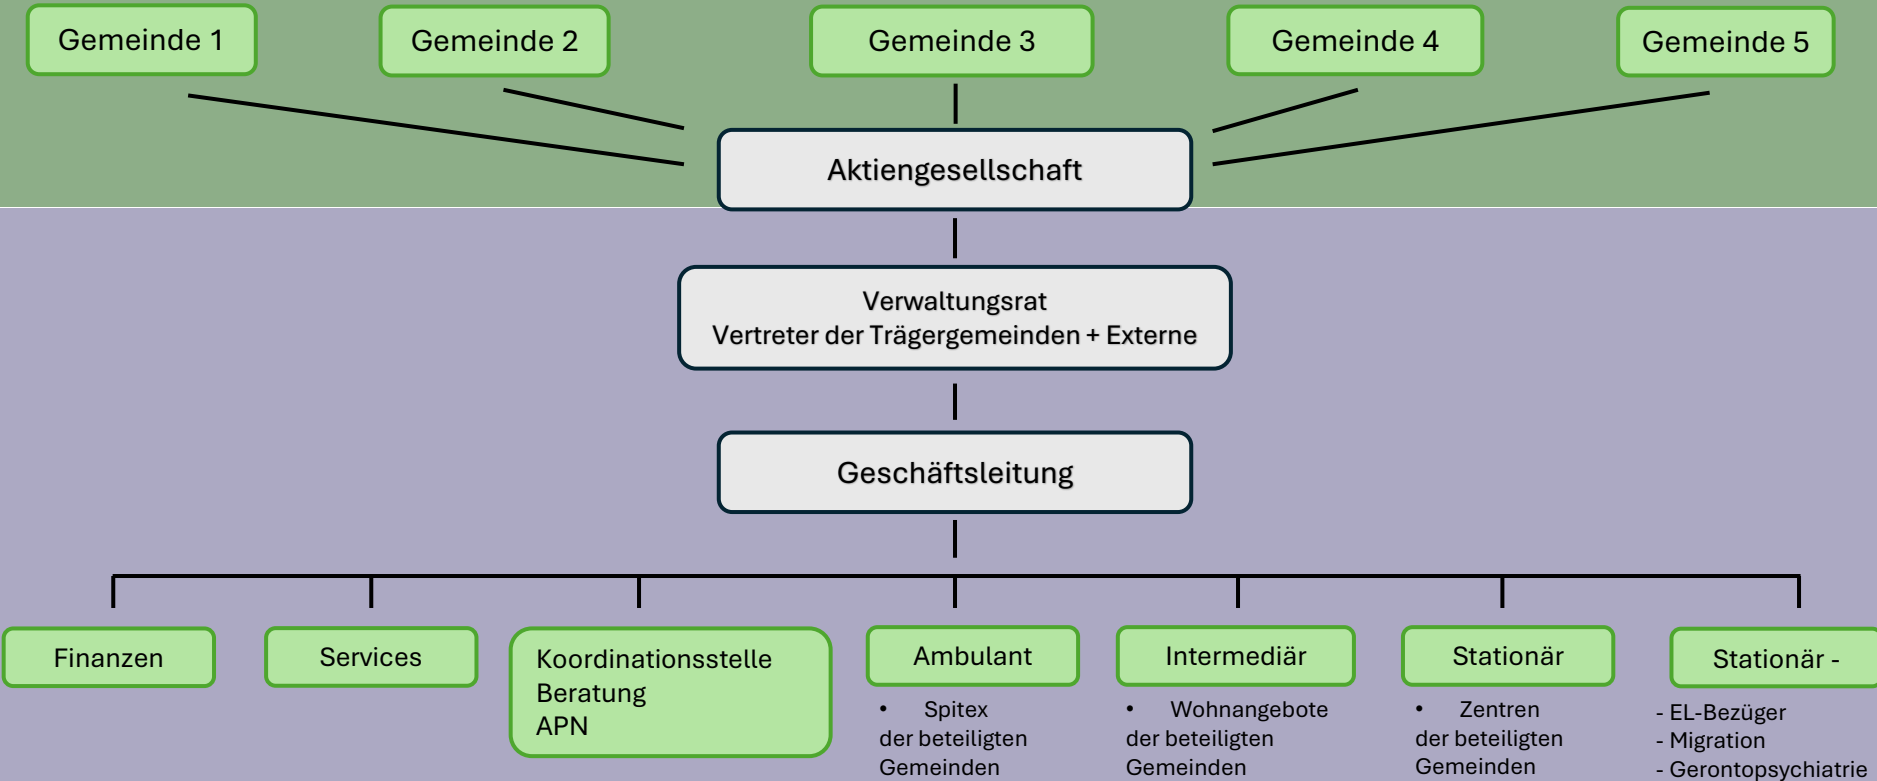 Gemeinde 1
Gemeinde 2
Gemeinde 3
Gemeinde 4
Gemeinde 5
Aktiengesellschaft
Verwaltungsrat
Vertreter der Trägergemeinden + Externe
Geschäftsleitung
Finanzen
Services
Koordinationsstelle
Beratung
APN
Ambulant
• Spitex
der beteiligten
Gemeinden
Intermediär
• Wohnangebote
der beteiligten
Gemeinden
Stationär
• Zentren
der beteiligten
Gemeinden
Stationär -
- EL-Bezüger
- Migration
- Gerontopsychiatrie